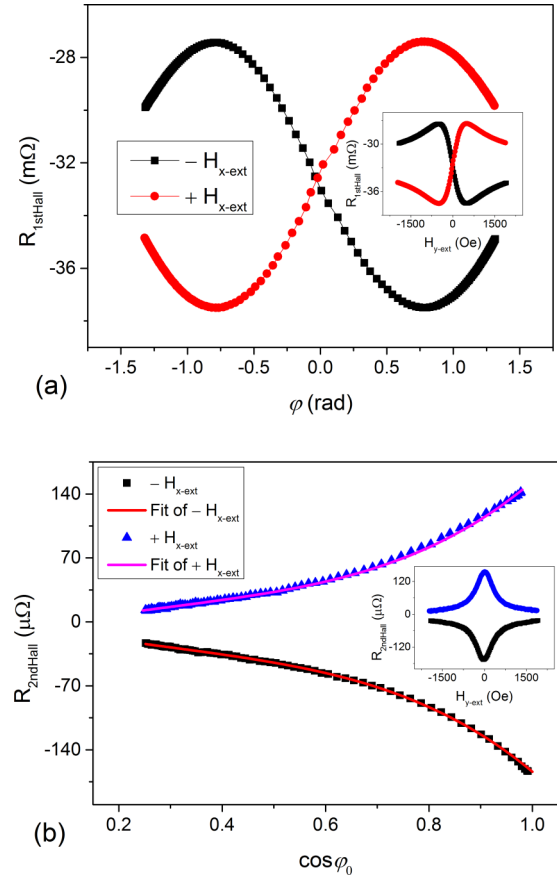 -28
-32
-36
R1stHall (mΩ)
− Hx-ext
+ Hx-ext
-30
-36
R1stHall (mΩ)
-1500 0 1500
Hy-ext (Oe)
-1.5 -1.0 -0.5 0.0 0.5 1.0 1.5
(a)
φ (rad)
140
70
0
-70
-140
R2ndHall (μΩ)
− Hx-ext
Fit of − Hx-ext
+ Hx-ext
Fit of + Hx-ext
120
0
-120
R2ndHall (μΩ)
-1500 0 1500
Hy-ext (Oe)
0.2 0.4 0.6 0.8 1.0
(b)
cosφ0